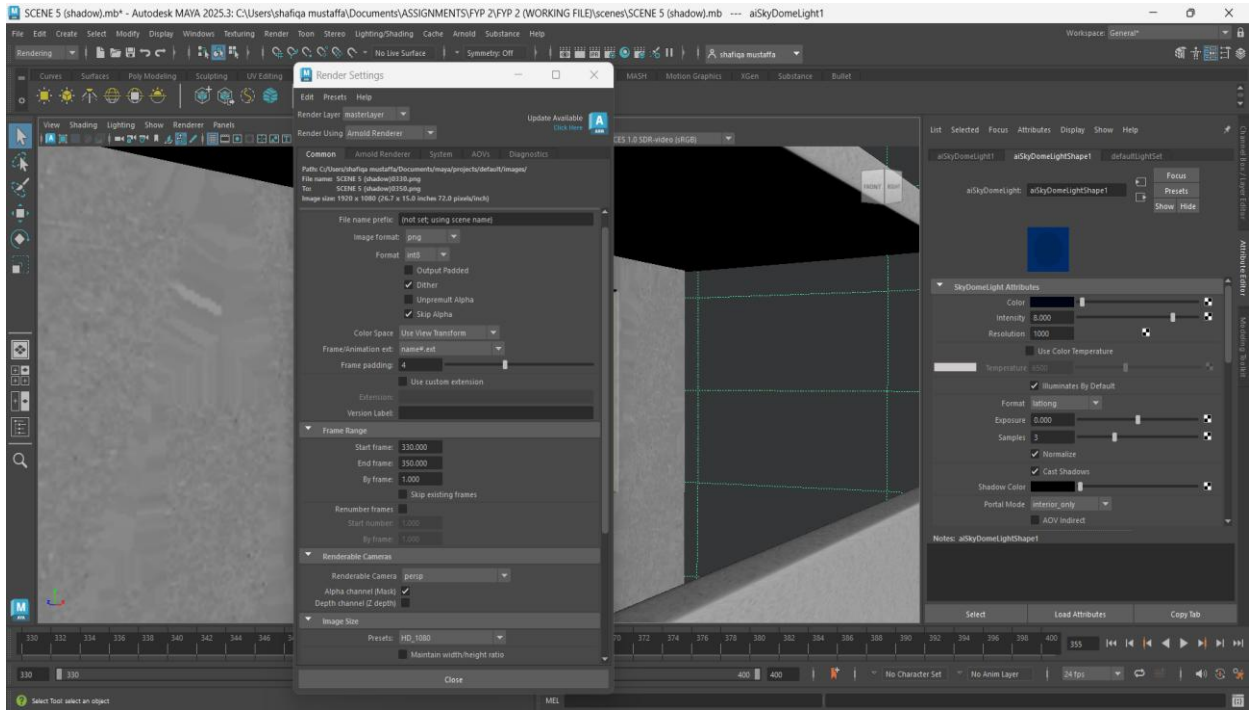 SCENE 5 (shadow).mb* - Autodesk MAYA 2025.3: C:\Users\shafiqa mustaffa\Documents\ASSIGNMENTS\FYP 2\FYP 2 (WORKING FILE)\scenes\SCENE 5 (shadow).mb --- aiSkyDomeLight1
File Edit Create Select Modify Display Windows Texturing Render Toon Stereo Lighting/Shading Cache Arnold Substance Help
Workspace: General*
Rendering
No Live Surface
Symmetry: Off
shafiqa mustaffa
Curves Surfaces Poly Modeling Sculpting UV Editing
MASH Motion Graphics XGen Substance Bullet
View Shading Lighting Show Renderer Panels
CES 1.0 SDR-video (sRGB)
FRONT
Render Settings
Edit Presets Help
Render Layer masterLayer
Update Available
Click Here
Render Using Arnold Renderer
Common Arnold Renderer System AOVs Diagnostics
Path: C:/Users/shafiqa mustaffa/Documents/maya/projects/default/images/
File name: SCENE 5 (shadow)0330.png
To: SCENE 5 (shadow)0350.png
Image size: 1920 x 1080 (26.7 x 15.0 inches 72.0 pixels/inch)
File name prefix: (not set; using scene name)
Image format: png
Format int8
Output Padded
Dither
Unpremult Alpha
Skip Alpha
Color Space Use View Transform
Frame/Animation ext: name#.ext
Frame padding: 4
Use custom extension
Extension:
Version Label:
Frame Range
Start frame: 330.000
End frame: 350.000
By frame: 1.000
Skip existing frames
Renumber frames
Start number: 1.000
By frame: 1.000
Renderable Cameras
Renderable Camera persp
Alpha channel (Mask)
Depth channel (Z depth)
Image Size
Presets: HD_1080
Maintain width/height ratio
Close
List Selected Focus Attributes Display Show Help
aiSkyDomeLight1 aiSkyDomeLightShape1 defaultLightSet
aiSkyDomeLight: aiSkyDomeLightShape1
Focus
Presets
Show Hide
SkyDomeLight Attributes
Color
Intensity 8.000
Resolution 1000
Use Color Temperature
Temperature 6500
Illuminates By Default
Format latlong
Exposure 0.000
Samples 3
Normalize
Cast Shadows
Shadow Color
Portal Mode interior_only
AOV Indirect
Notes: aiSkyDomeLightShape1
Select Load Attributes Copy Tab
Channel Box / Layer Editor
Attribute Editor
Modeling Toolkit
330 332 334 336 338 340 342 344 346 372 374 376 378 380 382 384 386 388 390 392 394 396 398 400 355
330 330 400 400 No Character Set No Anim Layer 24 fps
Select Tool: select an object
MEL